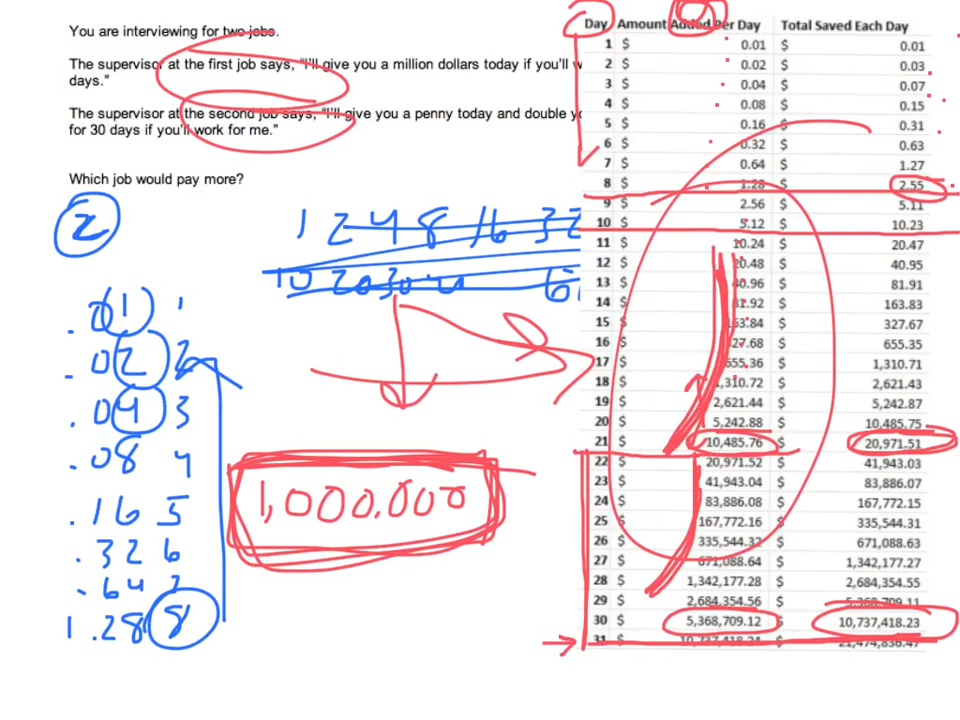 You are interviewing for two jobs.
The supervisor at the first job says, "I'll give you a million dollars today if you'll w
days."
The supervisor at the second job says, "I'll give you a penny today and double yo
for 30 days if you'll work for me."
Which job would pay more?
2
1 2 4 8 16 32
10 20 30
.01 1
.02 2
.04 3
.08 4
.16 5
.32 6
.64 7
1.28 8
1,000.000
Day Amount Added Per Day Total Saved Each Day
1 $ 0.01 $ 0.01
2 $ 0.02 $ 0.03
3 $ 0.04 $ 0.07
4 $ 0.08 $ 0.15
5 $ 0.16 $ 0.31
6 $ 0.32 $ 0.63
7 $ 0.64 $ 1.27
8 $ 1.28 $ 2.55
9 $ 2.56 $ 5.11
10 $ 5.12 $ 10.23
11 $ 10.24 $ 20.47
12 $ 20.48 $ 40.95
13 $ 40.96 $ 81.91
14 $ 81.92 $ 163.83
15 $ 163.84 $ 327.67
16 $ 327.68 $ 655.35
17 $ 655.36 $ 1,310.71
18 $ 1,310.72 $ 2,621.43
19 $ 2,621.44 $ 5,242.87
20 $ 5,242.88 $ 10,485.75
21 $ 10,485.76 $ 20,971.51
22 $ 20,971.52 $ 41,943.03
23 $ 41,943.04 $ 83,886.07
24 $ 83,886.08 $ 167,772.15
25 $ 167,772.16 $ 335,544.31
26 $ 335,544.32 $ 671,088.63
27 $ 671,088.64 $ 1,342,177.27
28 $ 1,342,177.28 $ 2,684,354.55
29 $ 2,684,354.56 $ 5,368,709.11
30 $ 5,368,709.12 $ 10,737,418.23
31 $ 10,737,418.24 $ 21,474,836.47